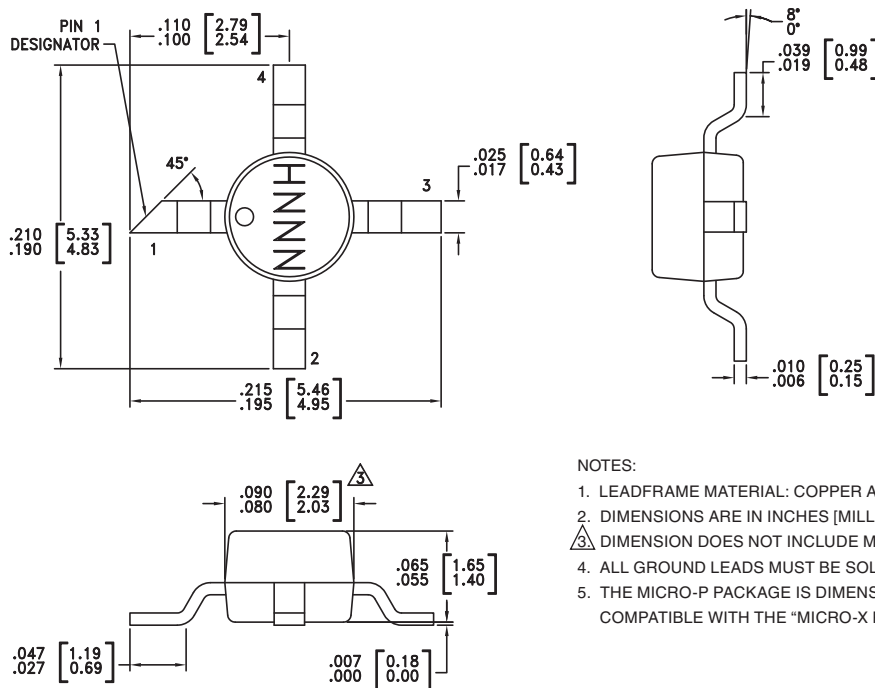 PIN 1
DESIGNATOR
.110 [2.79]
.100 [2.54]
4
45°
HNNN
3
1
2
.025 [0.64]
.017 [0.43]
.210 [5.33]
.190 [4.83]
.215 [5.46]
.195 [4.95]
8°
0°
.039 [0.99]
.019 [0.48]
.010 [0.25]
.006 [0.15]
.090 [2.29]
.080 [2.03]
3
.065 [1.65]
.055 [1.40]
.047 [1.19]
.027 [0.69]
.007 [0.18]
.000 [0.00]
NOTES:
1. LEADFRAME MATERIAL: COPPER
2. DIMENSIONS ARE IN INCHES
3. DIMENSION DOES NOT INCLUDE
4. ALL GROUND LEADS MUST BE
5. THE MICRO-P PACKAGE IS
COMPATIBLE WITH THE “MICRO-X